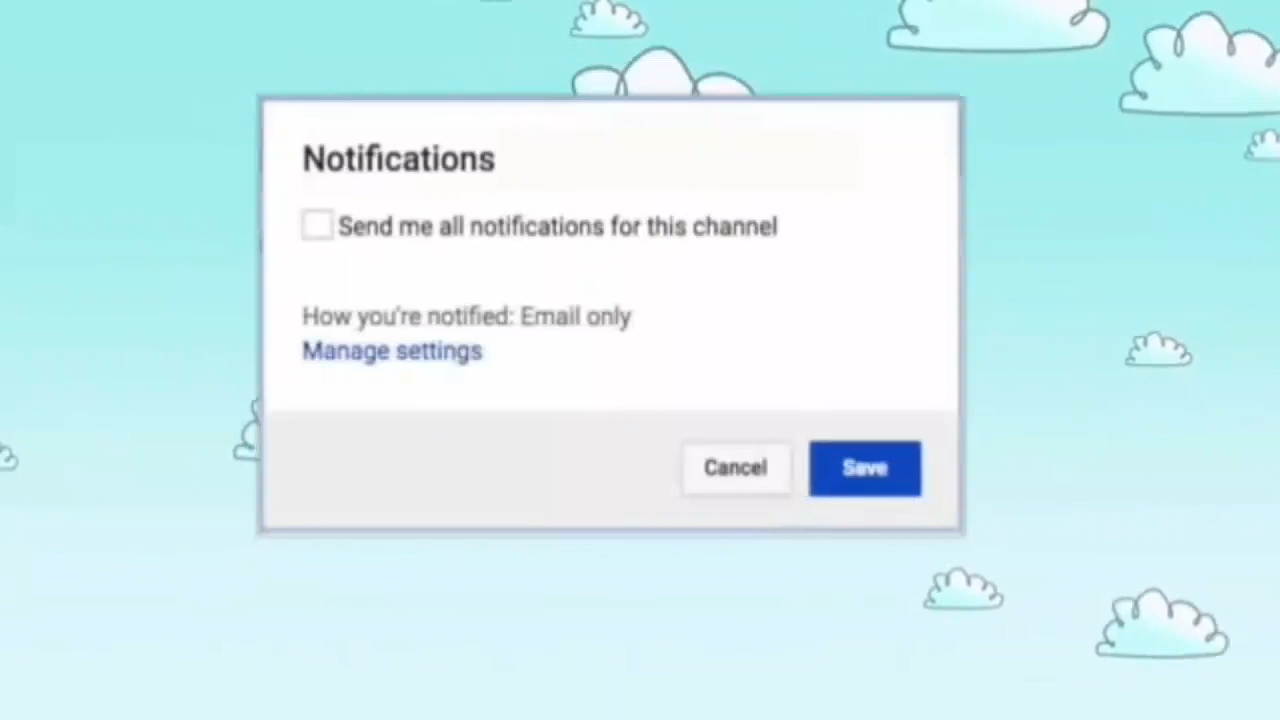 Notifications
Send me all notifications for this channel
How you're notified: Email only
Manage settings
Cancel
Save